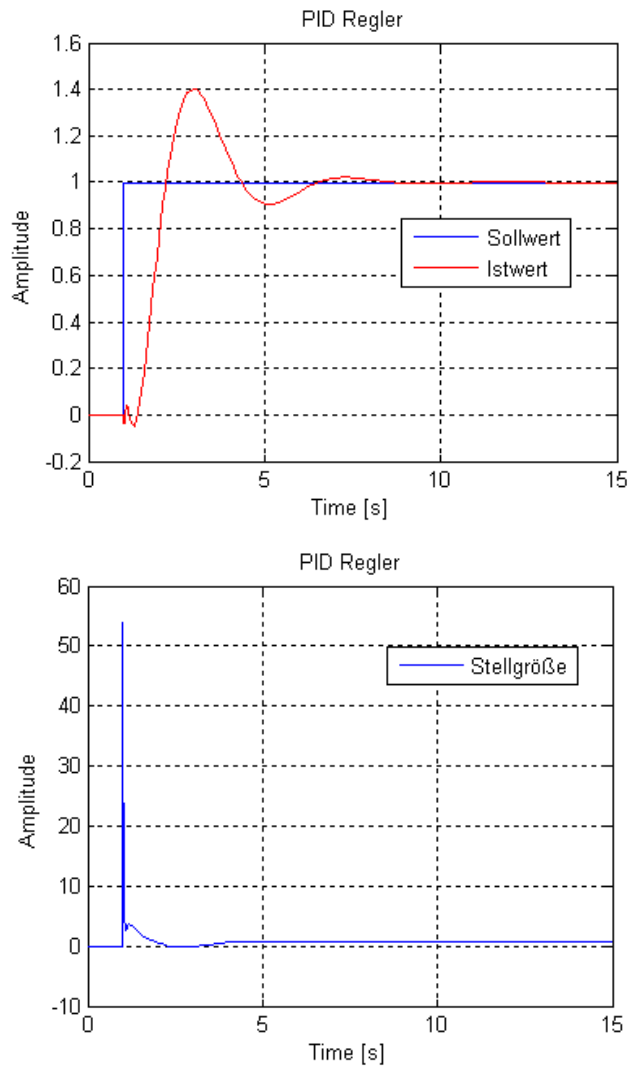 PID Regler
1.6
1.4
1.2
1
0.8
0.6
0.4
0.2
0
-0.2
Amplitude
Sollwert
Istwert
0 5 10 15
Time [s]
PID Regler
60
50
40
30
20
10
0
-10
Amplitude
Stellgröße
0 5 10 15
Time [s]